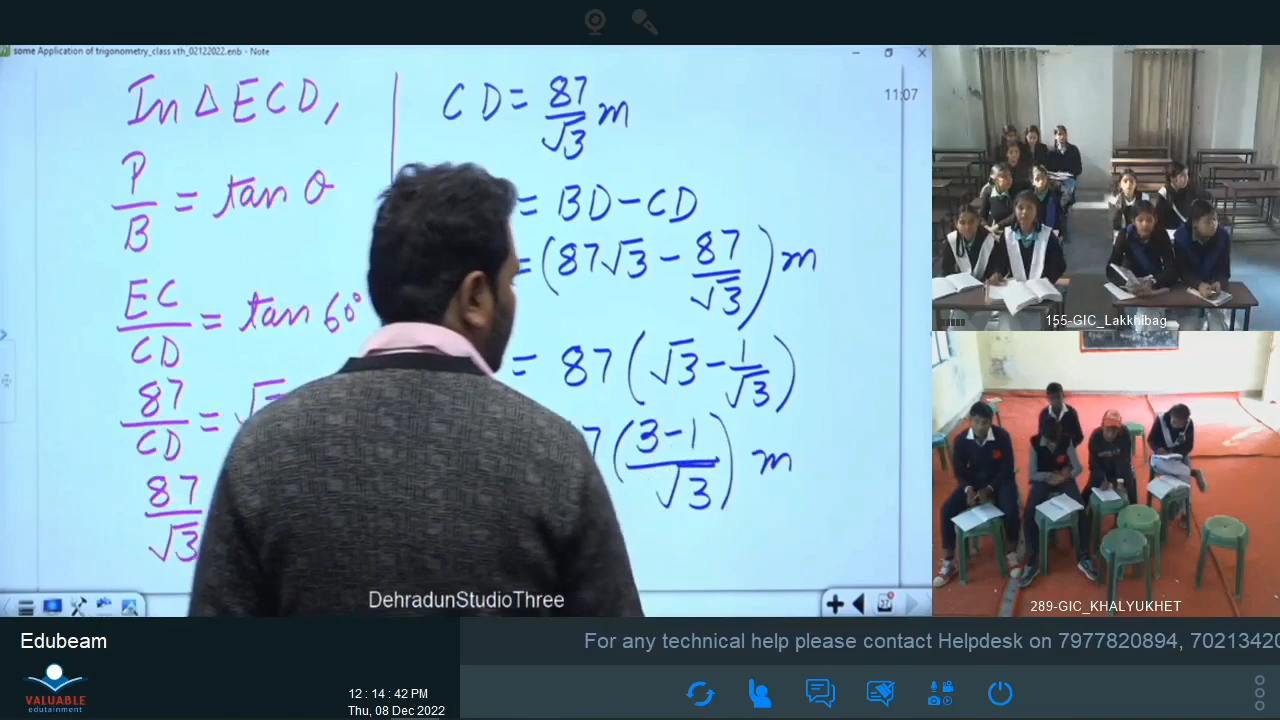 some Application of trigonometry_class xth_02122022.enb - Note
11:07
In Δ ECD,
P/B = tan θ
EC/CD = tan 60°
87/CD =
87/√3
CD = 87/√3 m
= BD - CD
= (87√3 - 87/√3) m
= 87 (√3 - 1/√3)
(3-1/√3) m
DehradunStudioThree
155-GIC_Lakkhibag
289-GIC_KHALYUKHET
Edubeam
For any technical help please contact Helpdesk on 7977820894, 70213420
VALUABLE
edutainment
12 : 14 : 42 PM
Thu, 08 Dec 2022